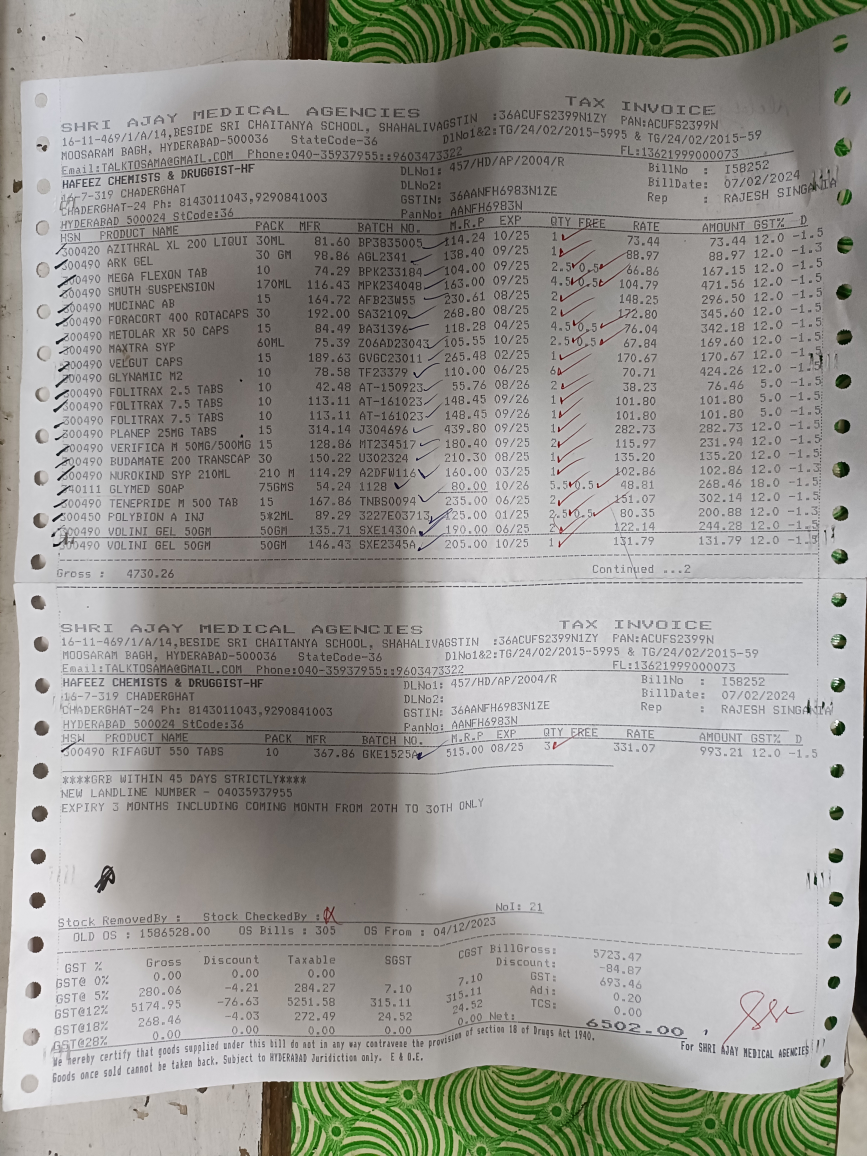 SHRI AJAY MEDICAL AGENCIES TAX INVOICE
16-11-469/1/A/14,BESIDE SRI CHAITANYA SCHOOL, SHAHALIVAGSTIN :36ACUFS2399N1ZY PAN:ACUFS2399N
MOOSARAM BAGH, HYDERABAD-500036 StateCode-36 DlNo1&2:TG/24/02/2015-5995 & TG/24/02/2015-59
Email:TALKTOSAMA@GMAIL.COM Phone:040-35937955::9603473322 FL:13621999000073
HAFEEZ CHEMISTS & DRUGGIST-HF DLNo1: 457/HD/AP/2004/R BillNo : I58252
16-7-319 CHADERGHAT DLNo2: BillDate: 07/02/2024
CHADERGHAT-24 Ph: 8143011043,9290841003 GSTIN: 36AANFH6983N1ZE Rep : RAJESH SINGANIA
HYDERABAD 500024 StCode:36 PanNo: AANFH6983N
HSN PRODUCT NAME PACK MFR BATCH NO. M.R.P EXP QTY FREE RATE AMOUNT GST% D
300420 AZITHRAL XL 200 LIQUI 30ML 81.60 BP3835005 114.24 10/25 1 73.44 73.44 12.0 -1.5
300490 ARK GEL 30 GM 98.86 AGL2341 138.40 09/25 1 88.97 88.97 12.0 -1.3
300490 MEGA FLEXON TAB 10 74.29 BPK233184 104.00 09/25 2.5 0.5 66.86 167.15 12.0 -1.5
300490 SMUTH SUSPENSION 170ML 116.43 MPK234048 163.00 09/25 4.5 0.5 104.79 471.56 12.0 -1.5
300490 MUCINAC AB 15 164.72 AFB23W55 230.61 08/25 2 148.25 296.50 12.0 -1.5
300490 FORACORT 400 ROTACAPS 30 192.00 SA32109 268.80 08/25 2 172.80 345.60 12.0 -1.5
300490 METOLAR XR 50 CAPS 15 84.49 BA31396 118.28 04/25 4.5 0.5 76.04 342.18 12.0 -1.5
300490 MAXTRA SYP 60ML 75.39 Z06AD23043 105.55 10/25 2.5 0.5 67.84 169.60 12.0 -1.5
300490 VELGUT CAPS 15 189.63 GVGC23011 265.48 02/25 1 170.67 170.67 12.0 -1.5
300490 GLYNAMIC M2 10 78.58 TF23379 110.00 06/25 6 70.71 424.26 12.0 -1.5
300490 FOLITRAX 2.5 TABS 10 42.48 AT-150923 55.76 08/26 2 38.23 76.46 5.0 -1.5
300490 FOLITRAX 7.5 TABS 10 113.11 AT-161023 148.45 09/26 1 101.80 101.80 5.0 -1.5
300490 FOLITRAX 7.5 TABS 10 113.11 AT-161023 148.45 09/26 1 101.80 101.80 5.0 -1.5
300490 PLANEP 25MG TABS 10 314.14 J304696 439.80 09/25 1 282.73 282.73 12.0 -1.5
300490 VERIFICA M 50MG/500MG 15 128.86 MT234517 180.40 09/25 2 115.97 231.94 12.0 -1.5
300490 BUDAMATE 200 TRANSCAP 30 150.22 U302324 210.30 08/25 1 135.20 135.20 12.0 -1.5
300490 NUROKIND SYP 210ML 210 M 114.29 A2DFW116 160.00 03/25 1 102.86 102.86 12.0 -1.3
340111 GLYMED SOAP 75GMS 54.24 1128 80.00 10/26 5.5 0.5 48.81 268.46 18.0 -1.5
300490 TENEPRIDE M 500 TAB 15 167.86 TNBS0094 235.00 06/25 2 151.07 302.14 12.0 -1.5
300450 POLYBION A INJ 5*2ML 89.29 3227E03713 125.00 01/25 2.5 0.5 80.35 200.88 12.0 -1.3
300490 VOLINI GEL 50GM 50GM 135.71 SXE1430A 190.00 06/25 2 122.14 244.28 12.0 -1.5
300490 VOLINI GEL 50GM 50GM 146.43 SXE2345A 205.00 10/25 1 131.79 131.79 12.0 -1.5
Gross : 4730.26 Continued ...2
SHRI AJAY MEDICAL AGENCIES TAX INVOICE
16-11-469/1/A/14,BESIDE SRI CHAITANYA SCHOOL, SHAHALIVAGSTIN :36ACUFS2399N1ZY PAN:ACUFS2399N
MOOSARAM BAGH, HYDERABAD-500036 StateCode-36 DlNo1&2:TG/24/02/2015-5995 & TG/24/02/2015-59
Email:TALKTOSAMA@GMAIL.COM Phone:040-35937955::9603473322 FL:13621999000073
HAFEEZ CHEMISTS & DRUGGIST-HF DLNo1: 457/HD/AP/2004/R BillNo : I58252
16-7-319 CHADERGHAT DLNo2: BillDate: 07/02/2024
CHADERGHAT-24 Ph: 8143011043,9290841003 GSTIN: 36AANFH6983N1ZE Rep : RAJESH SINGANIA
HYDERABAD 500024 StCode:36 PanNo: AANFH6983N
HSN PRODUCT NAME PACK MFR BATCH NO. M.R.P EXP QTY FREE RATE AMOUNT GST% D
300490 RIFAGUT 550 TABS 10 367.86 GKE1525A 515.00 08/25 3 331.07 993.21 12.0 -1.5
****GRB WITHIN 45 DAYS STRICTLY****
NEW LANDLINE NUMBER - 04035937955
EXPIRY 3 MONTHS INCLUDING COMING MONTH FROM 20TH TO 30TH ONLY
NoI: 21
Stock RemovedBy : Stock CheckedBy :
OLD OS : 1586528.00 OS Bills : 305 OS From : 04/12/2023
GST % Gross Discount Taxable SGST CGST BillGross: 5723.47
GST@ 0% 0.00 0.00 0.00 Discount: -84.87
GST@ 5% 280.06 -4.21 284.27 7.10 7.10 GST: 693.46
GST@12% 5174.95 -76.63 5251.58 315.11 315.11 Adj: 0.20
GST@18% 268.46 -4.03 272.49 24.52 24.52 TCS: 0.00
GST@28% 0.00 0.00 0.00 0.00 0.00 Net: 6502.00
We hereby certify that goods supplied under this bill do not in any way contravene the provision of section 18 of Drugs Act 1940.
Goods once sold cannot be taken back. Subject to HYDERABAD Juridiction only. E & O.E. For SHRI AJAY MEDICAL AGENCIES